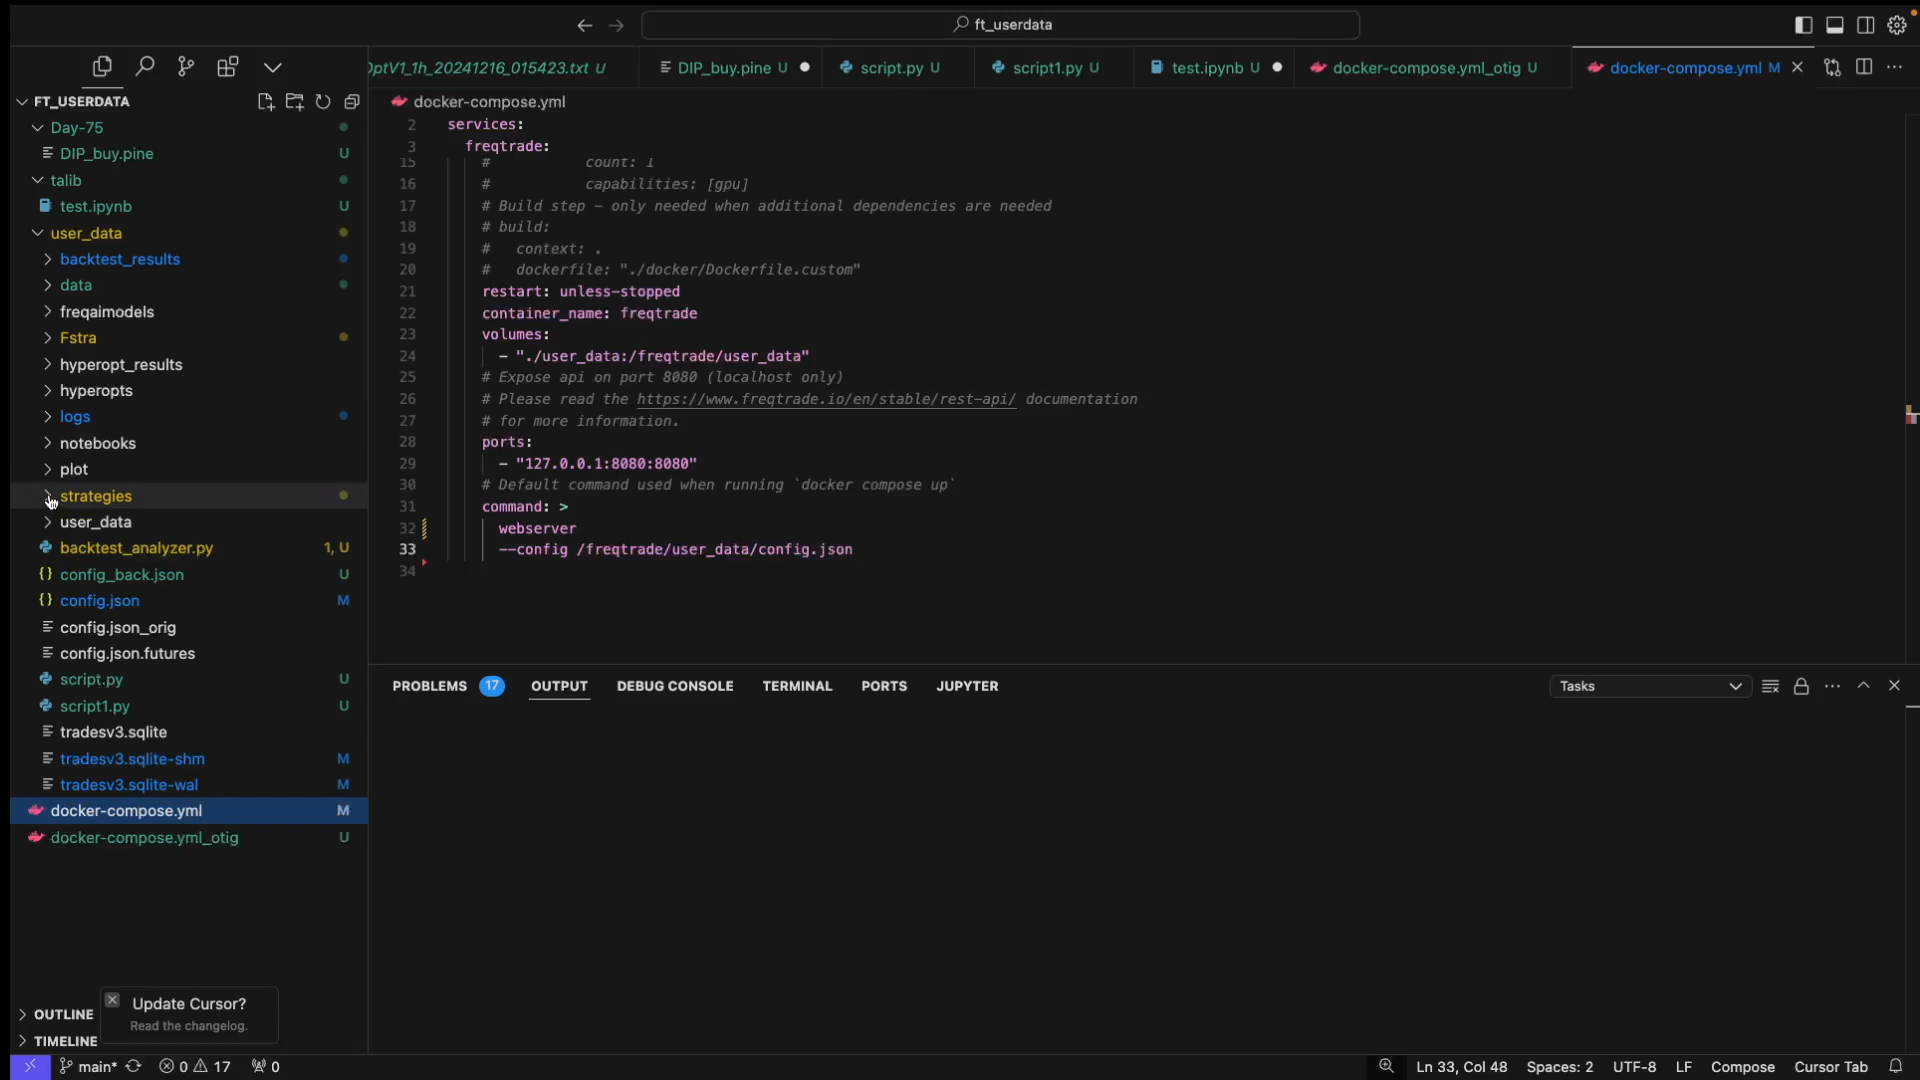 ft_userdata
OptV1_1h_20241216_015423.txt U
DIP_buy.pine U
script.py U
script1.py U
test.ipynb U
docker-compose.yml_otig U
docker-compose.yml M
FT_USERDATA
Day-75
DIP_buy.pine U
talib
test.ipynb U
user_data
backtest_results
data
freqaimodels
Fstra
hyperopt_results
hyperopts
logs
notebooks
plot
strategies
user_data
backtest_analyzer.py 1, U
config_back.json U
config.json M
config.json_orig
config.json.futures
script.py U
script1.py U
tradesv3.sqlite
tradesv3.sqlite-shm M
tradesv3.sqlite-wal M
docker-compose.yml M
docker-compose.yml_otig U
OUTLINE
TIMELINE
Update Cursor?
Read the changelog.
docker-compose.yml
2 services:
3 freqtrade:
15 # count: 1
16 # capabilities: [gpu]
17 # Build step - only needed when additional dependencies are needed
18 # build:
19 # context: .
20 # dockerfile: "./docker/Dockerfile.custom"
21 restart: unless-stopped
22 container_name: freqtrade
23 volumes:
24 - "./user_data:/freqtrade/user_data"
25 # Expose api on port 8080 (localhost only)
26 # Please read the https://www.freqtrade.io/en/stable/rest-api/ documentation
27 # for more information.
28 ports:
29 - "127.0.0.1:8080:8080"
30 # Default command used when running `docker compose up`
31 command: >
32 webserver
33 --config /freqtrade/user_data/config.json
34
PROBLEMS 17 OUTPUT DEBUG CONSOLE TERMINAL PORTS JUPYTER
Tasks
main* 0 17 0
Ln 33, Col 48 Spaces: 2 UTF-8 LF Compose Cursor Tab